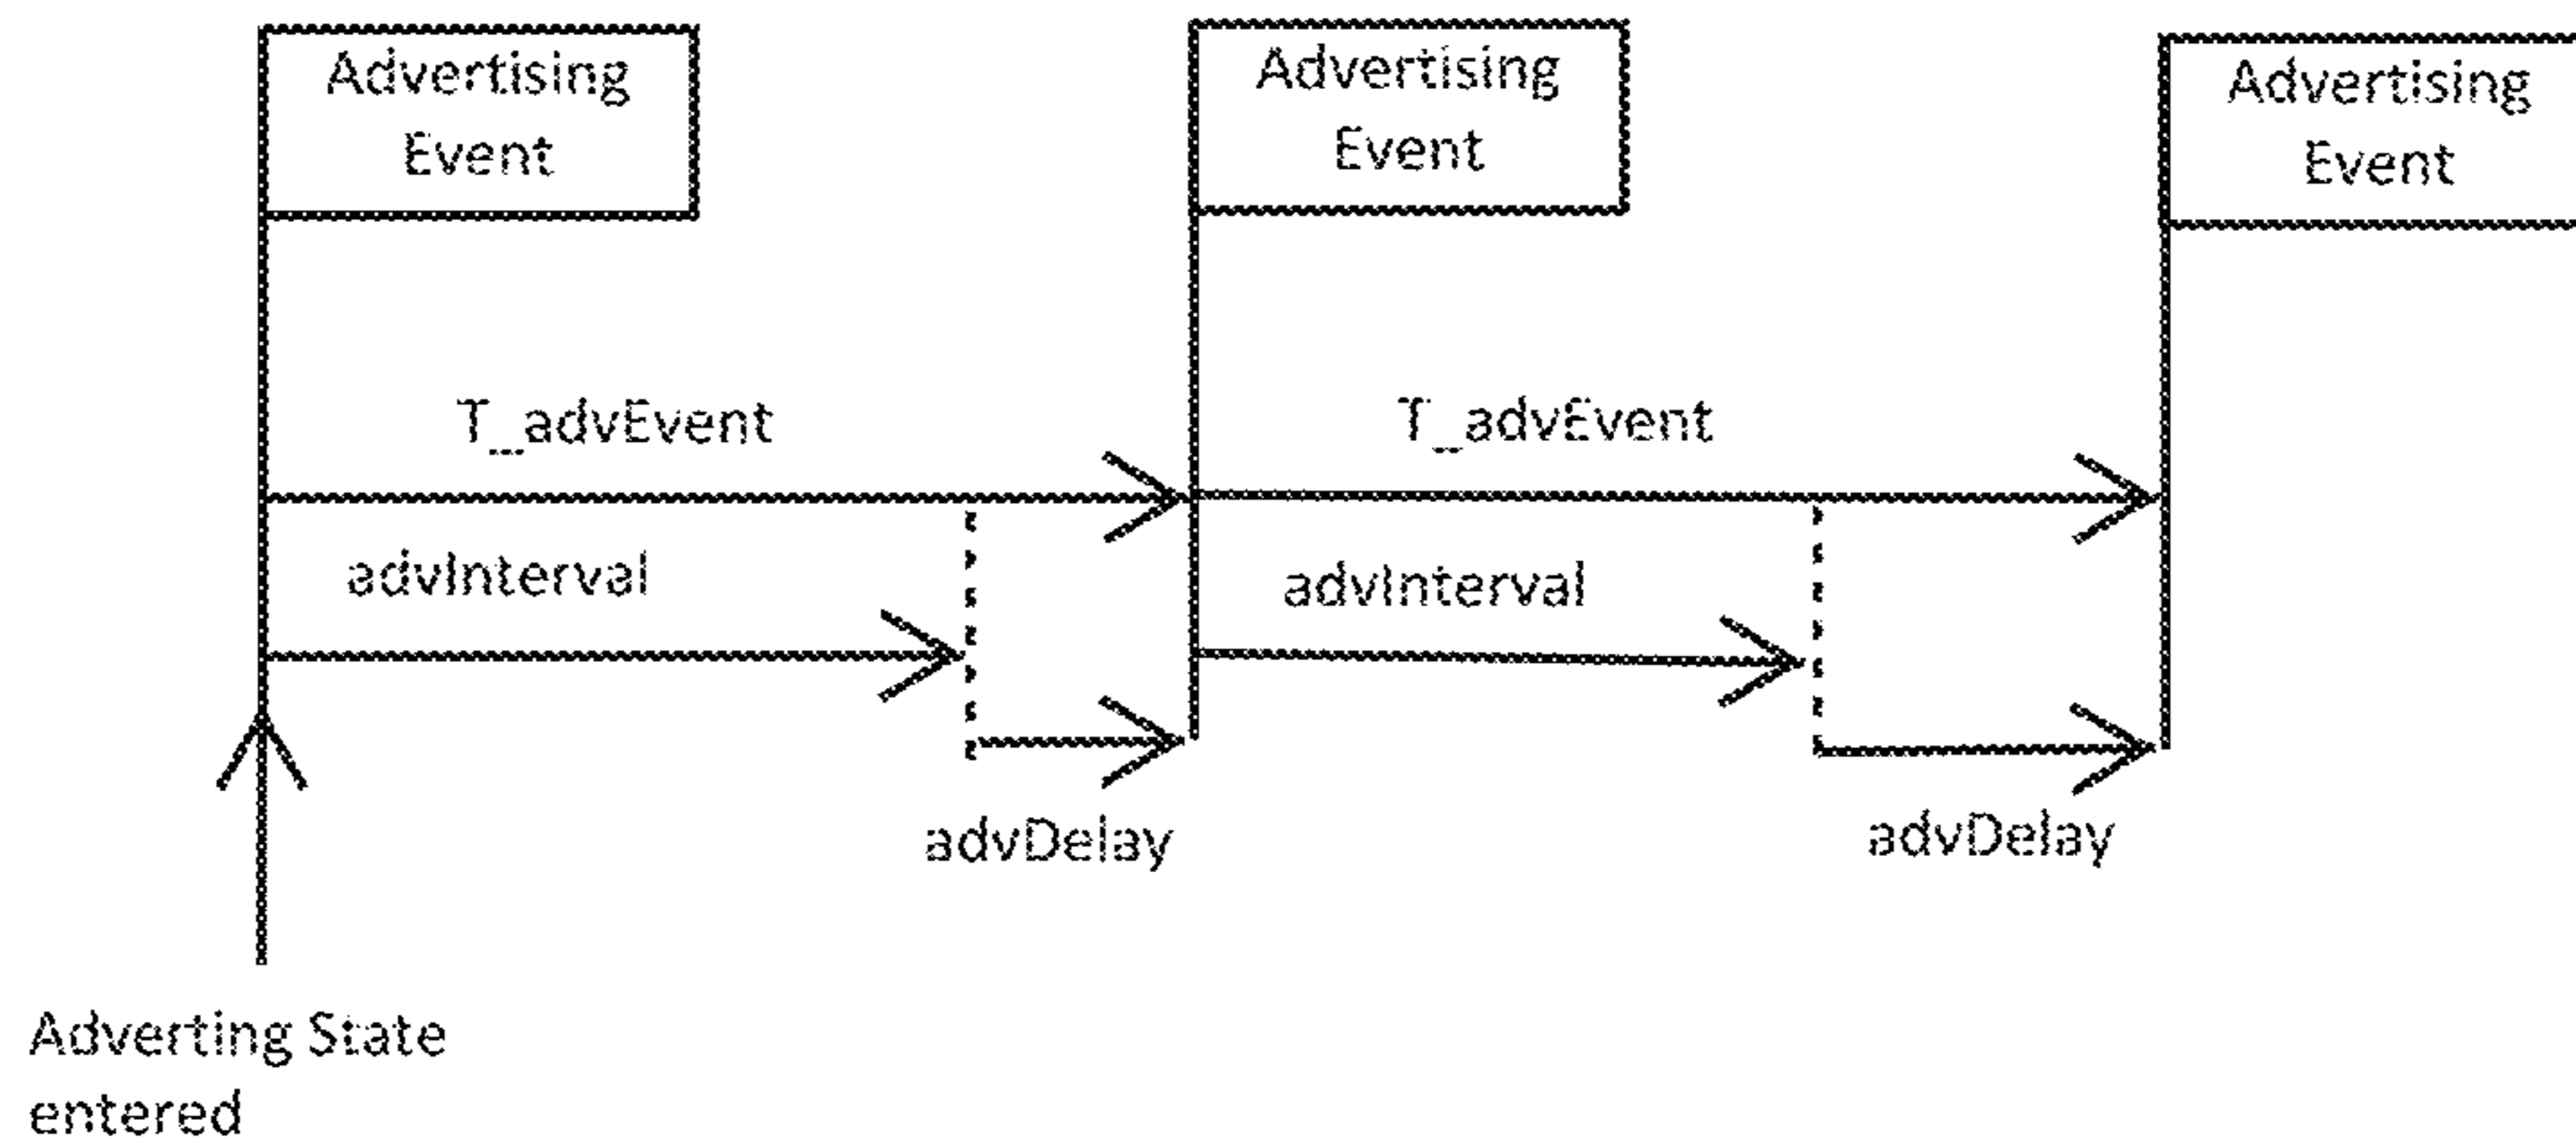 Advertising
Event
Advertising
Event
Advertising
Event
T_advEvent
T_advEvent
advInterval
advInterval
advDelay
advDelay
Adverting State
entered